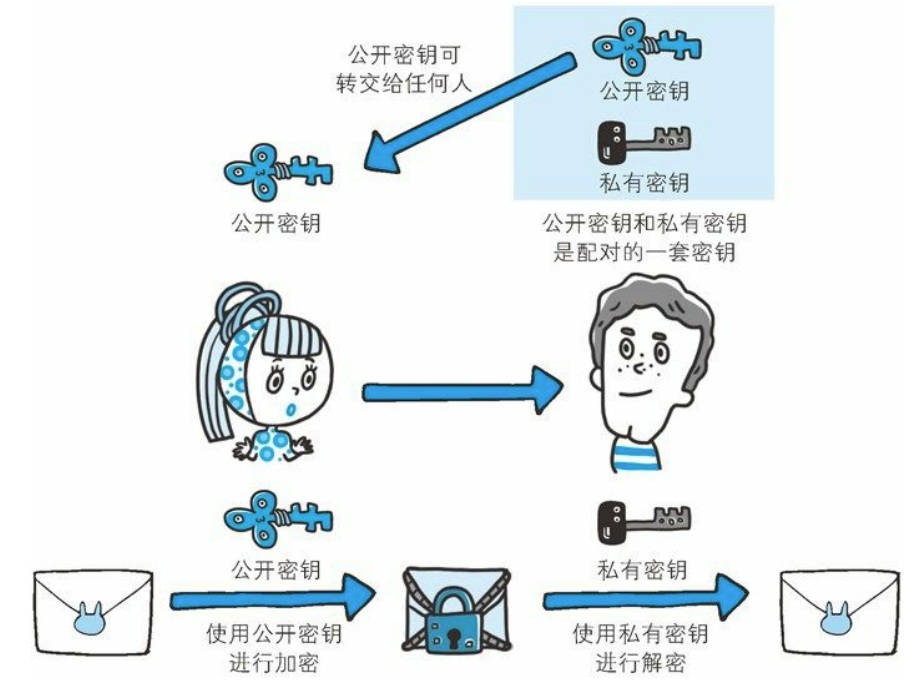 公开密钥可
转交给任何人
公开密钥
私有密钥
公开密钥
公开密钥和私有密钥
是配对的一套密钥
公开密钥
私有密钥
使用公开密钥
进行加密
使用私有密钥
进行解密